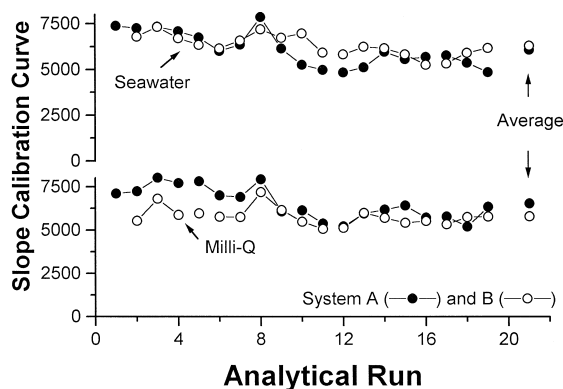 Slope Calibration Curve
7500
5000
2500
0
Seawater
Average
7500
5000
2500
0
Milli-Q
System A (—●—) and B (—○—)
0 4 8 12 16 20
Analytical Run